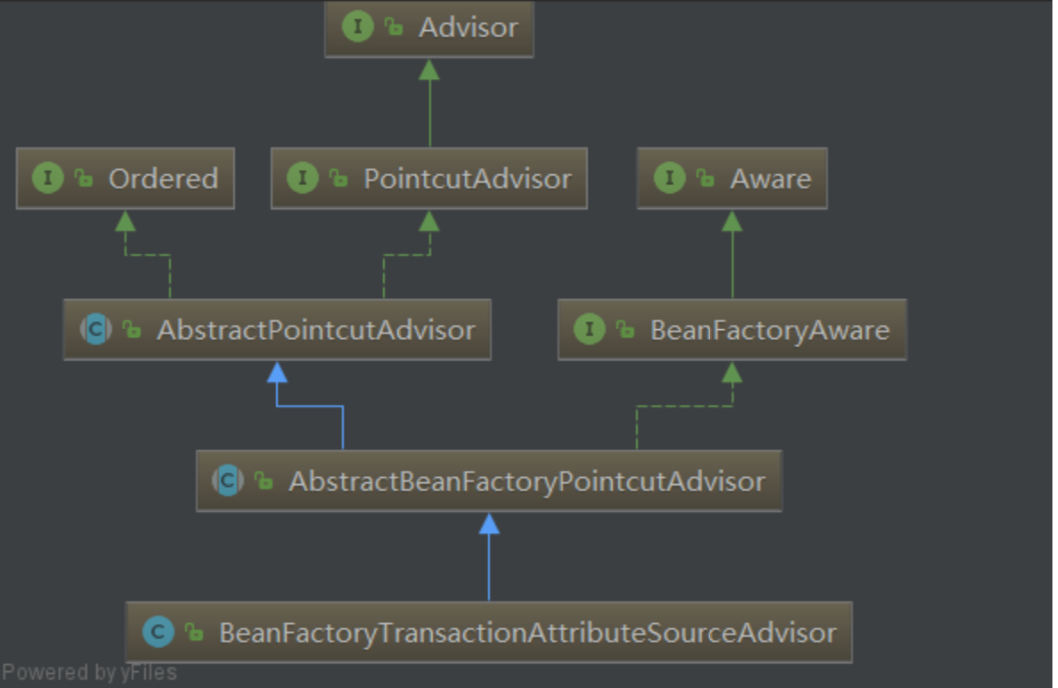 I Advisor
I Ordered
I PointcutAdvisor
I Aware
C AbstractPointcutAdvisor
I BeanFactoryAware
C AbstractBeanFactoryPointcutAdvisor
C BeanFactoryTransactionAttributeSourceAdvisor
Powered by yFiles